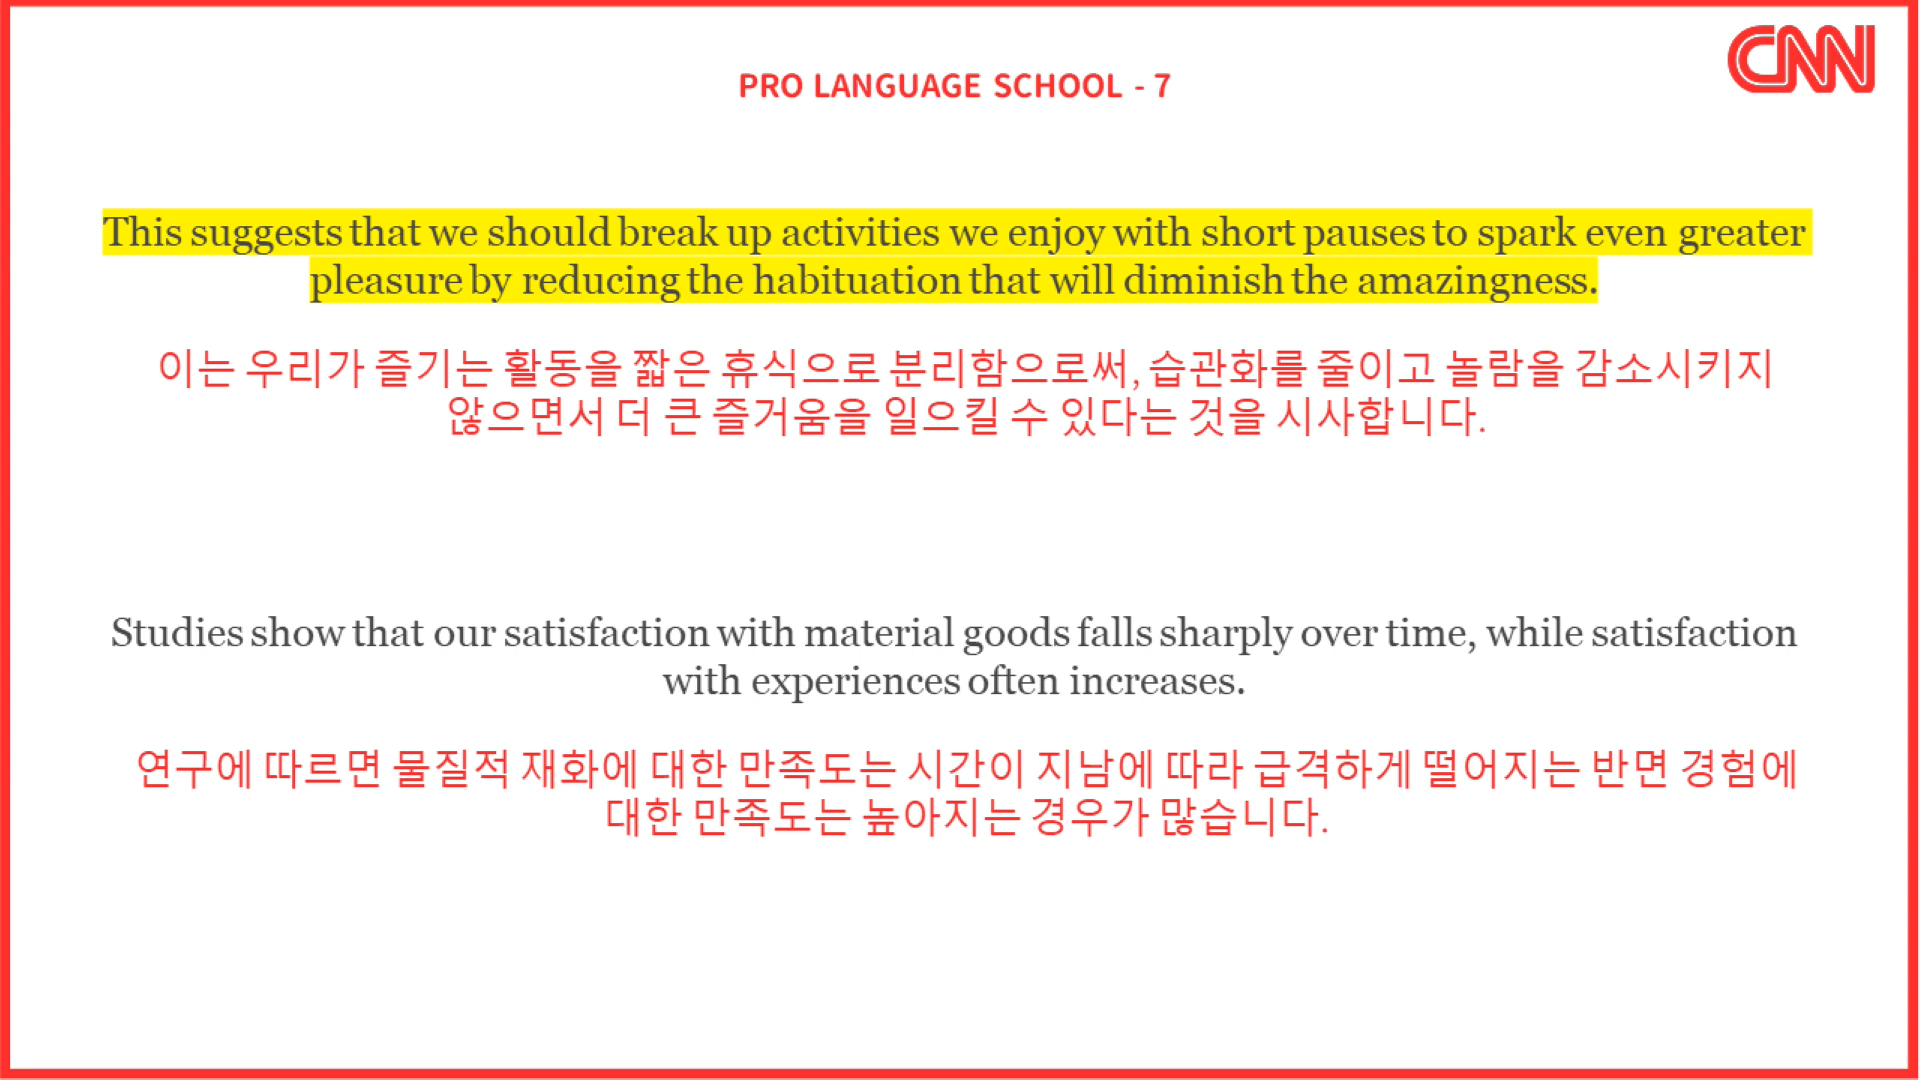 CNN
PRO LANGUAGE SCHOOL - 7
This suggests that we should break up activities we enjoy with short pauses to spark even greater
pleasure by reducing the habituation that will diminish the amazingness.
이는 우리가 즐기는 활동을 짧은 휴식으로 분리함으로써, 습관화를 줄이고 놀람을 감소시키지
않으면서 더 큰 즐거움을 일으킬 수 있다는 것을 시사합니다.
Studies show that our satisfaction with material goods falls sharply over time, while satisfaction
with experiences often increases.
연구에 따르면 물질적 재화에 대한 만족도는 시간이 지남에 따라 급격하게 떨어지는 반면 경험에
대한 만족도는 높아지는 경우가 많습니다.